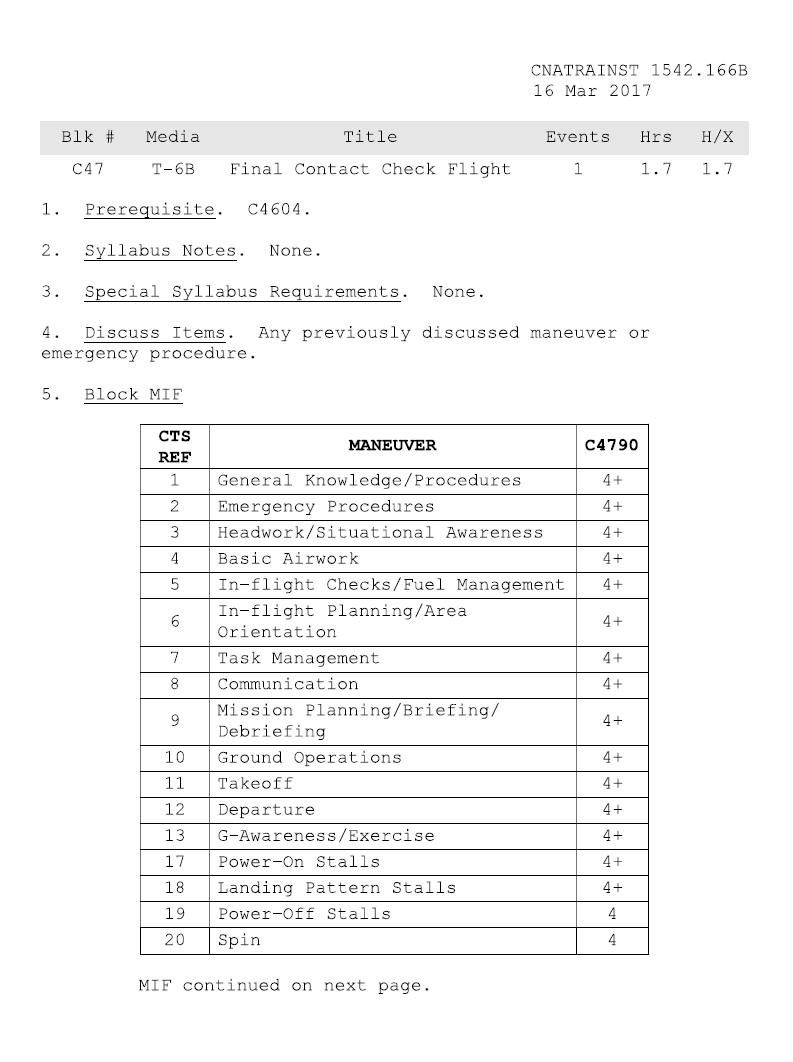 CNATRAINST 1542.166B
16 Mar 2017
Blk # Media Title Events Hrs H/X
C47 T-6B Final Contact Check Flight 1 1.7 1.7
1. Prerequisite. C4604.
2. Syllabus Notes. None.
3. Special Syllabus Requirements. None.
4. Discuss Items. Any previously discussed maneuver or
emergency procedure.
5. Block MIF
CTS
REF MANEUVER C4790
1 General Knowledge/Procedures 4+
2 Emergency Procedures 4+
3 Headwork/Situational Awareness 4+
4 Basic Airwork 4+
5 In-flight Checks/Fuel Management 4+
6 In-flight Planning/Area
Orientation 4+
7 Task Management 4+
8 Communication 4+
9 Mission Planning/Briefing/
Debriefing 4+
10 Ground Operations 4+
11 Takeoff 4+
12 Departure 4+
13 G-Awareness/Exercise 4+
17 Power-On Stalls 4+
18 Landing Pattern Stalls 4+
19 Power-Off Stalls 4
20 Spin 4
MIF continued on next page.